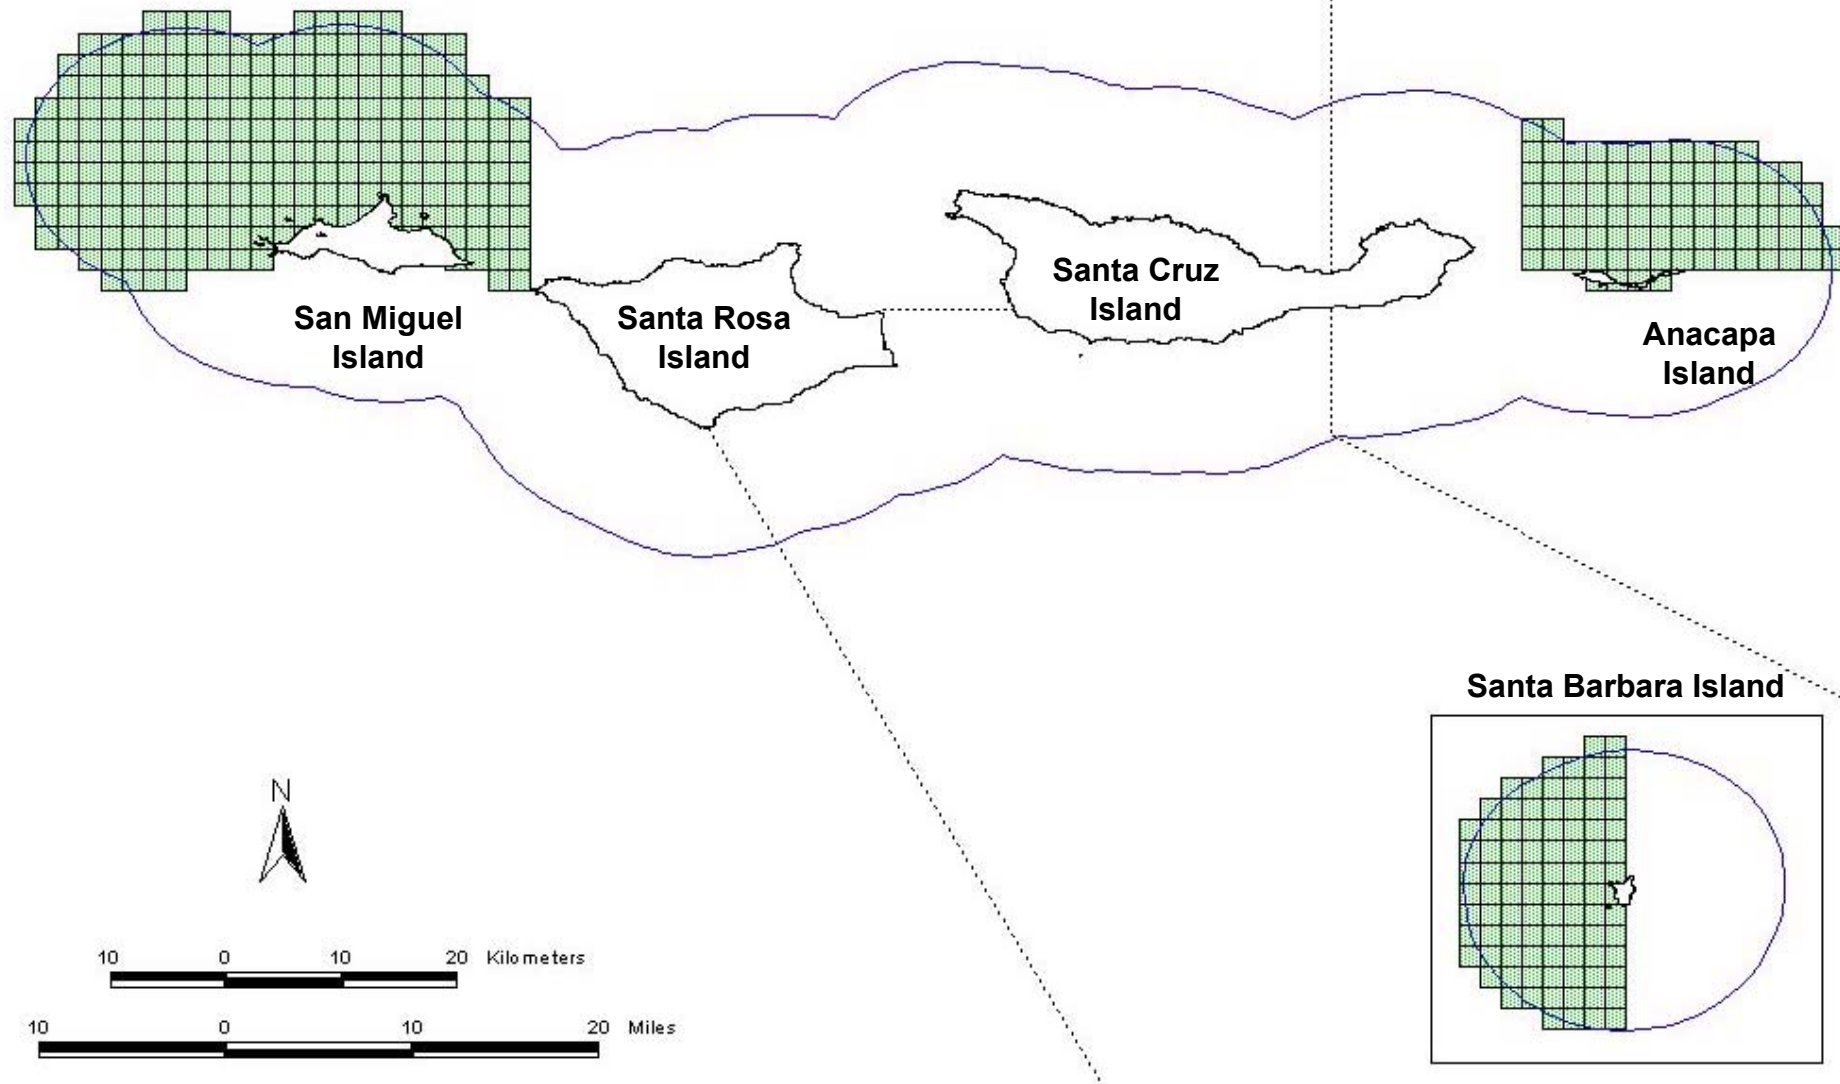 San Miguel
Island
Santa Rosa
Island
Santa Cruz
Island
Anacapa
Island
Santa Barbara Island
N
10 0 10 20 Kilometers
10 0 10 20 Miles